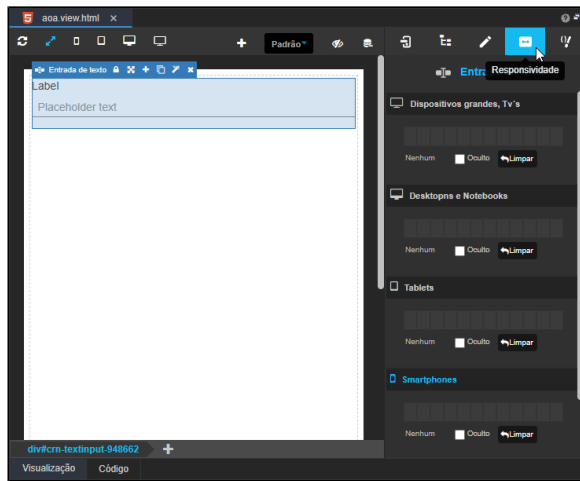 aoa.view.html ×
Padrão
Entrada de texto
Label
Placeholder text
Responsividade
Entra
Dispositivos grandes, Tv´s
Nenhum Oculto Limpar
Desktopns e Notebooks
Nenhum Oculto Limpar
Tablets
Nenhum Oculto Limpar
Smartphones
Nenhum Oculto Limpar
div#crn-textinput-948662
Visualização Código